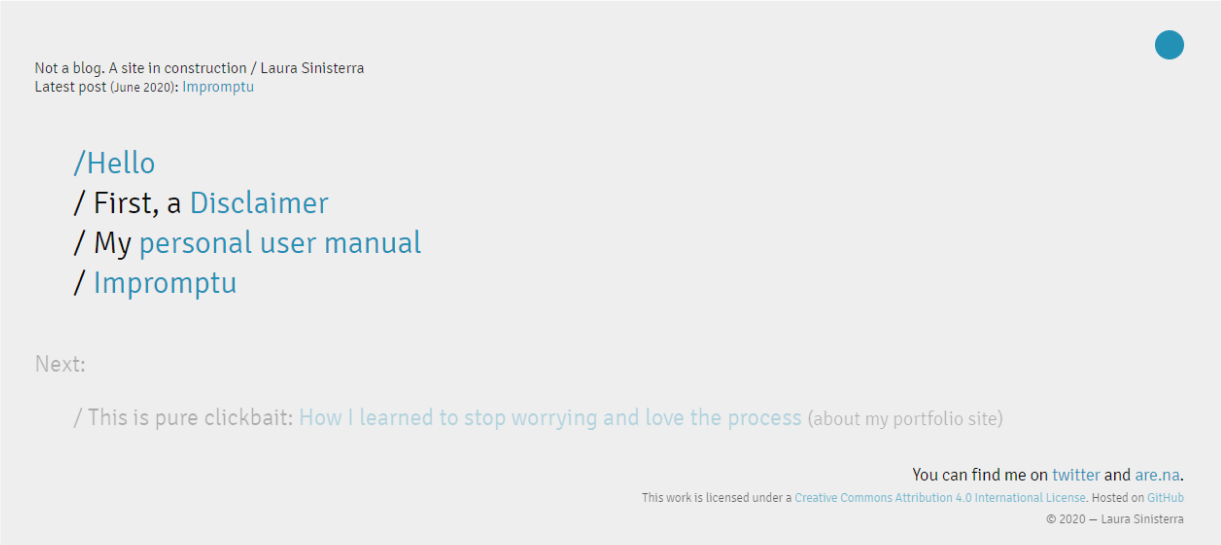 Not a blog. A site in construction / Laura Sinisterra
Latest post (June 2020): Impromptu
/Hello
/ First, a Disclaimer
/ My personal user manual
/ Impromptu
Next:
/ This is pure clickbait: How I learned to stop worrying and love the process (about my portfolio site)
You can find me on twitter and are.na.
This work is licensed under a Creative Commons Attribution 4.0 International License. Hosted on GitHub
© 2020 — Laura Sinisterra